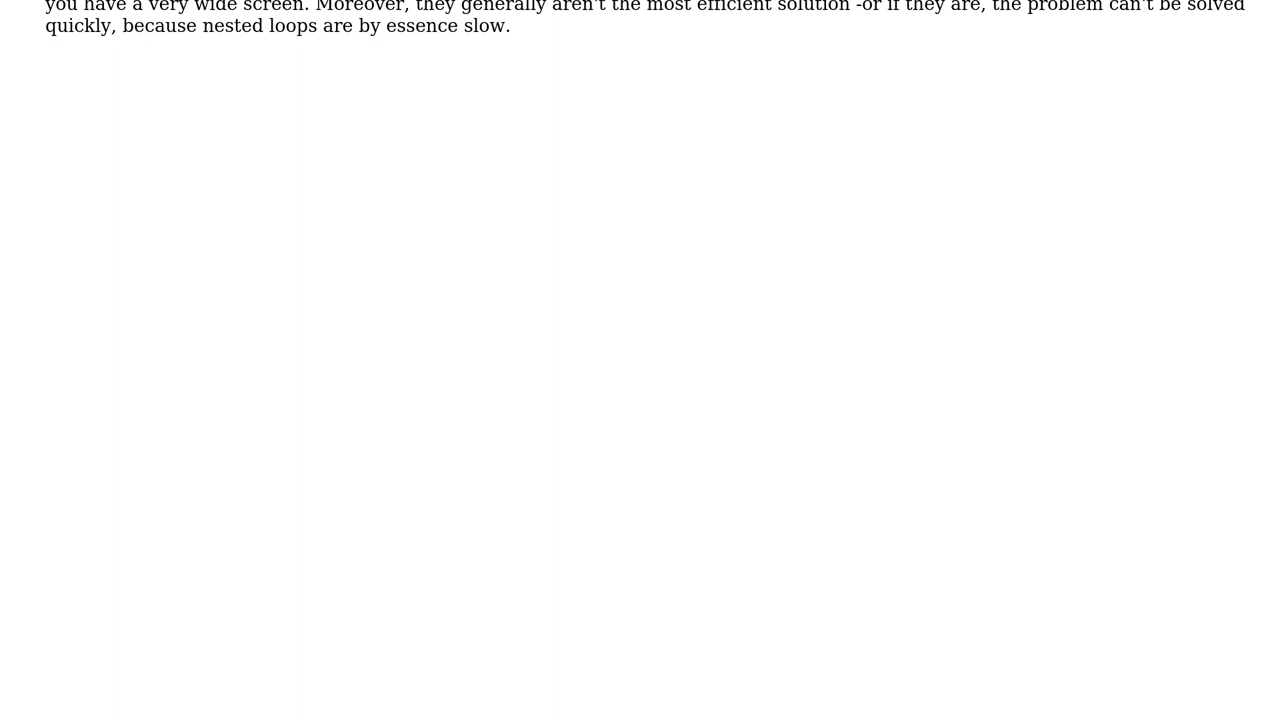 you have a very wide screen. Moreover, they generally aren't the most efficient solution -or if they are, the problem can't be solved
quickly, because nested loops are by essence slow.